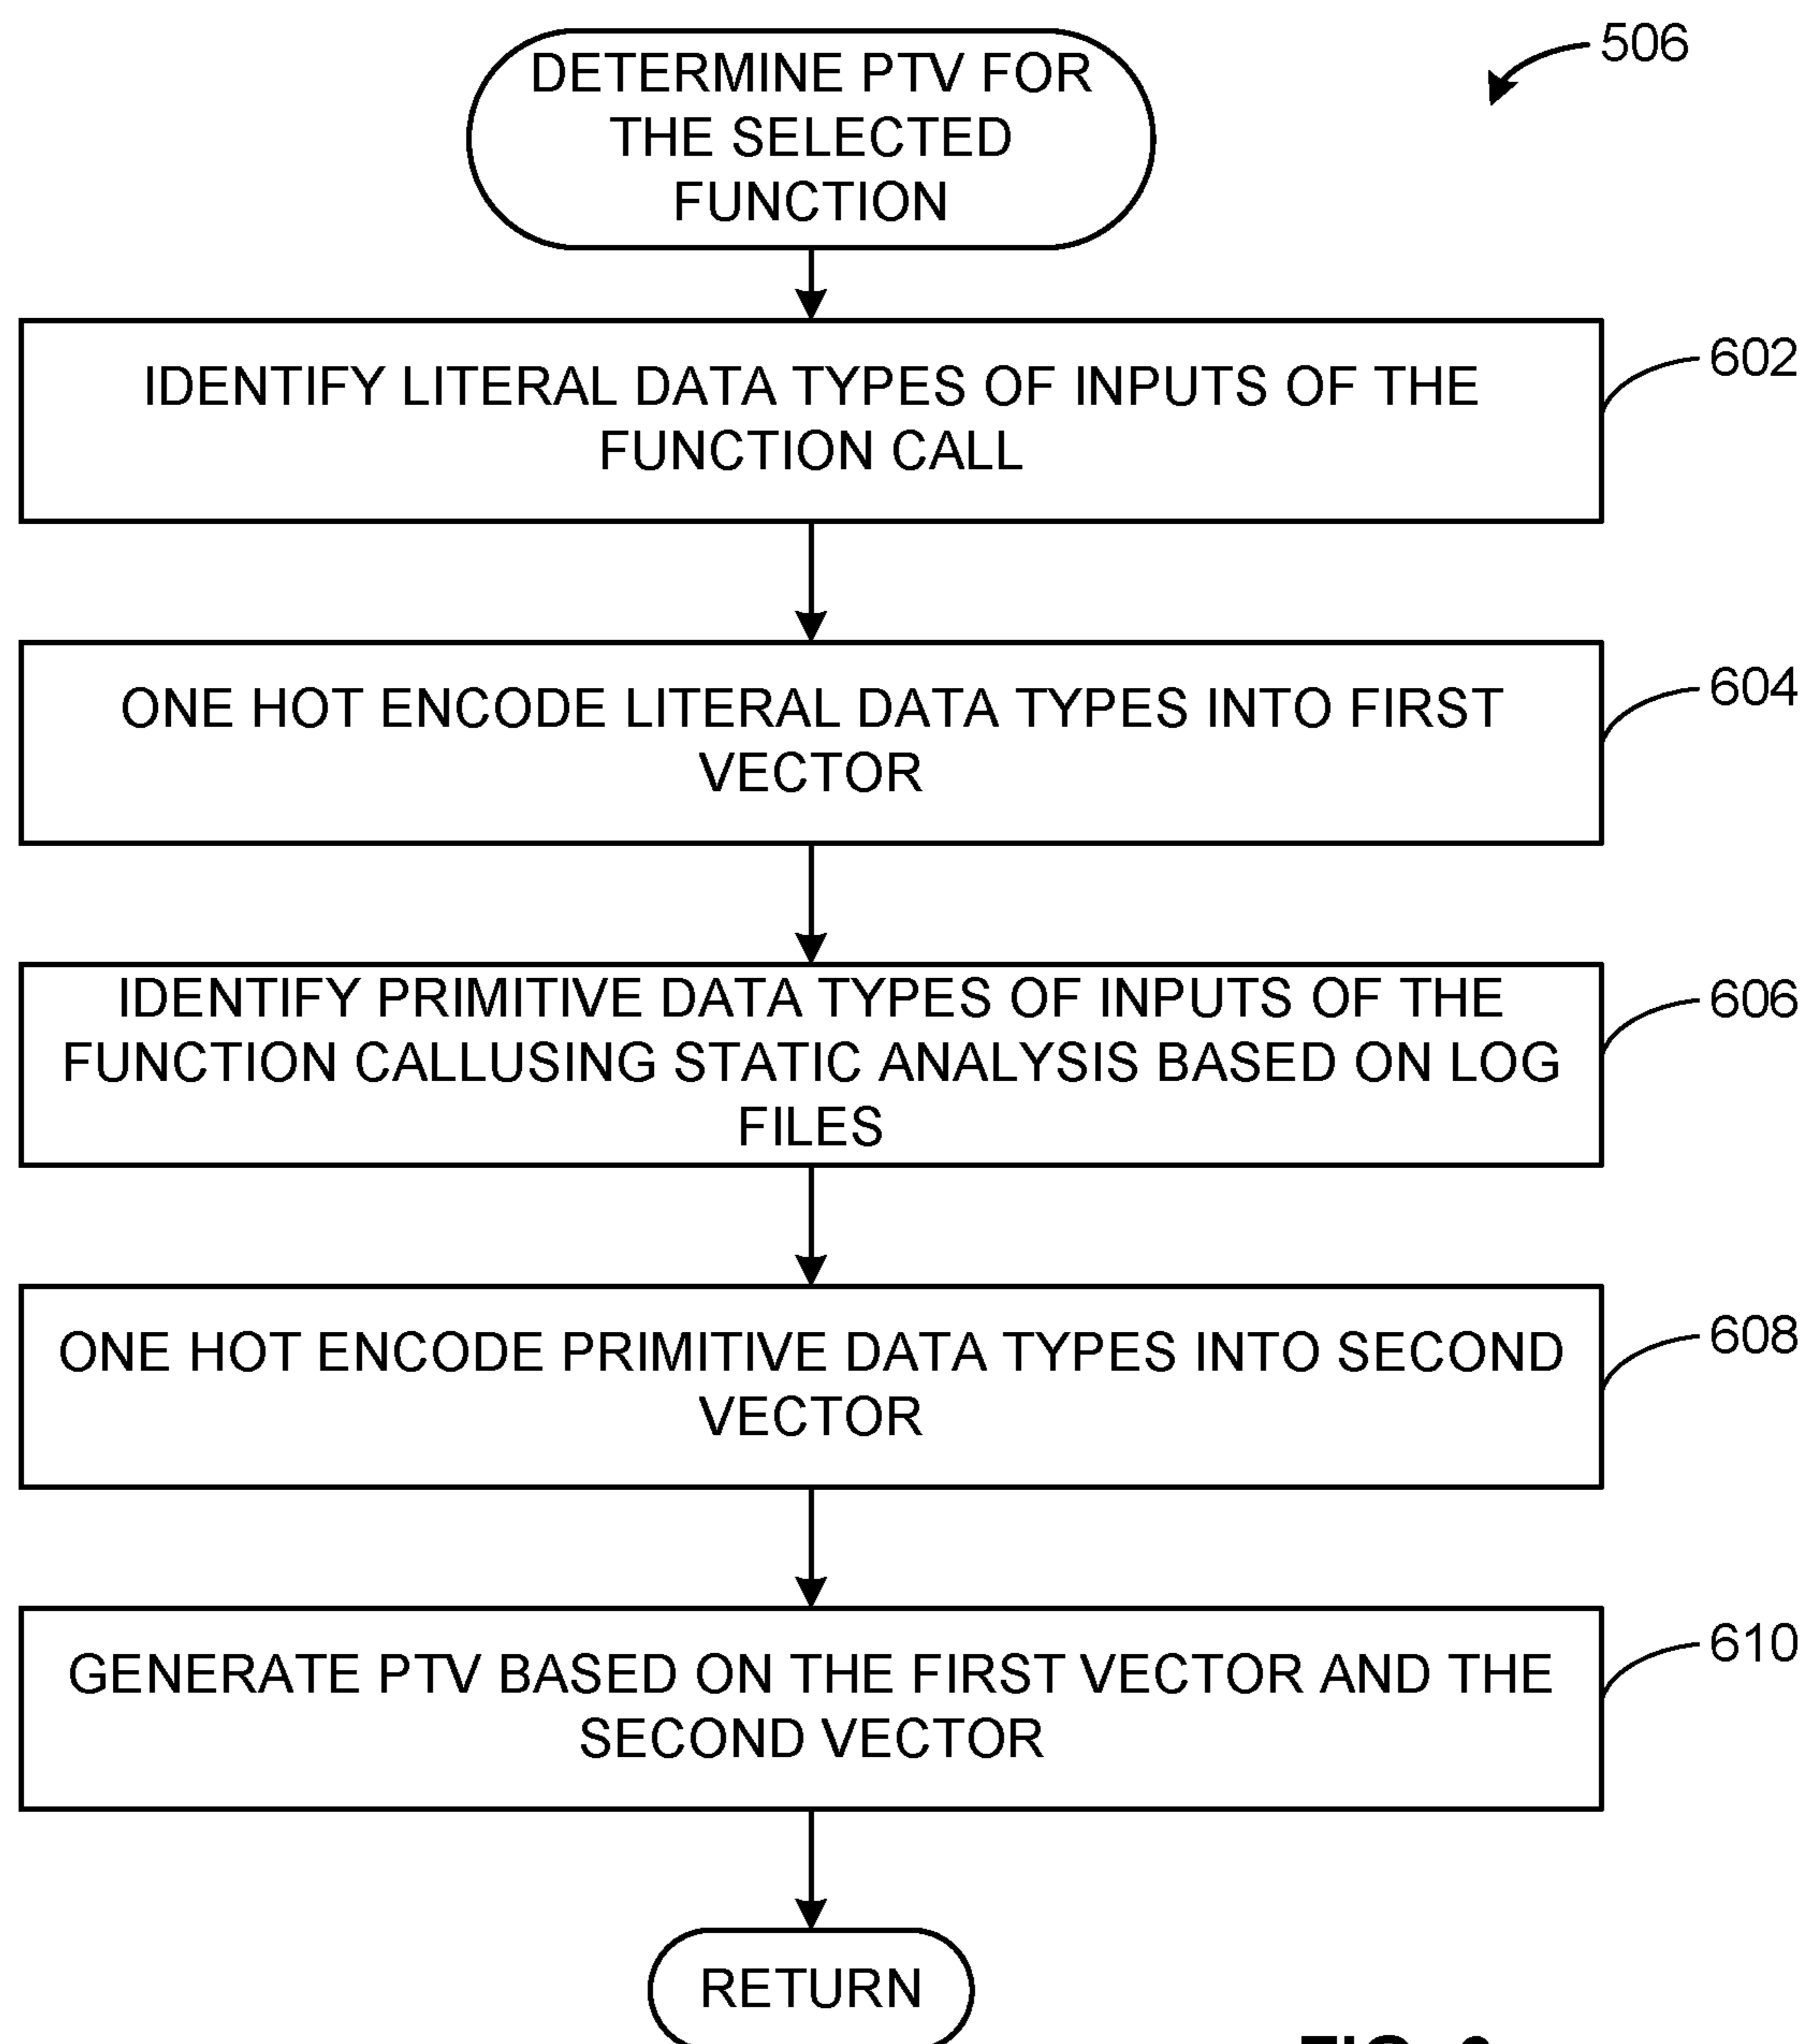 DETERMINE PTV FOR
THE SELECTED
FUNCTION
506
IDENTIFY LITERAL DATA TYPES OF INPUTS OF THE
FUNCTION CALL
602
ONE HOT ENCODE LITERAL DATA TYPES INTO FIRST
VECTOR
604
IDENTIFY PRIMITIVE DATA TYPES OF INPUTS OF THE
FUNCTION CALLUSING STATIC ANALYSIS BASED ON LOG
FILES
606
ONE HOT ENCODE PRIMITIVE DATA TYPES INTO SECOND
VECTOR
608
GENERATE PTV BASED ON THE FIRST VECTOR AND THE
SECOND VECTOR
610
RETURN